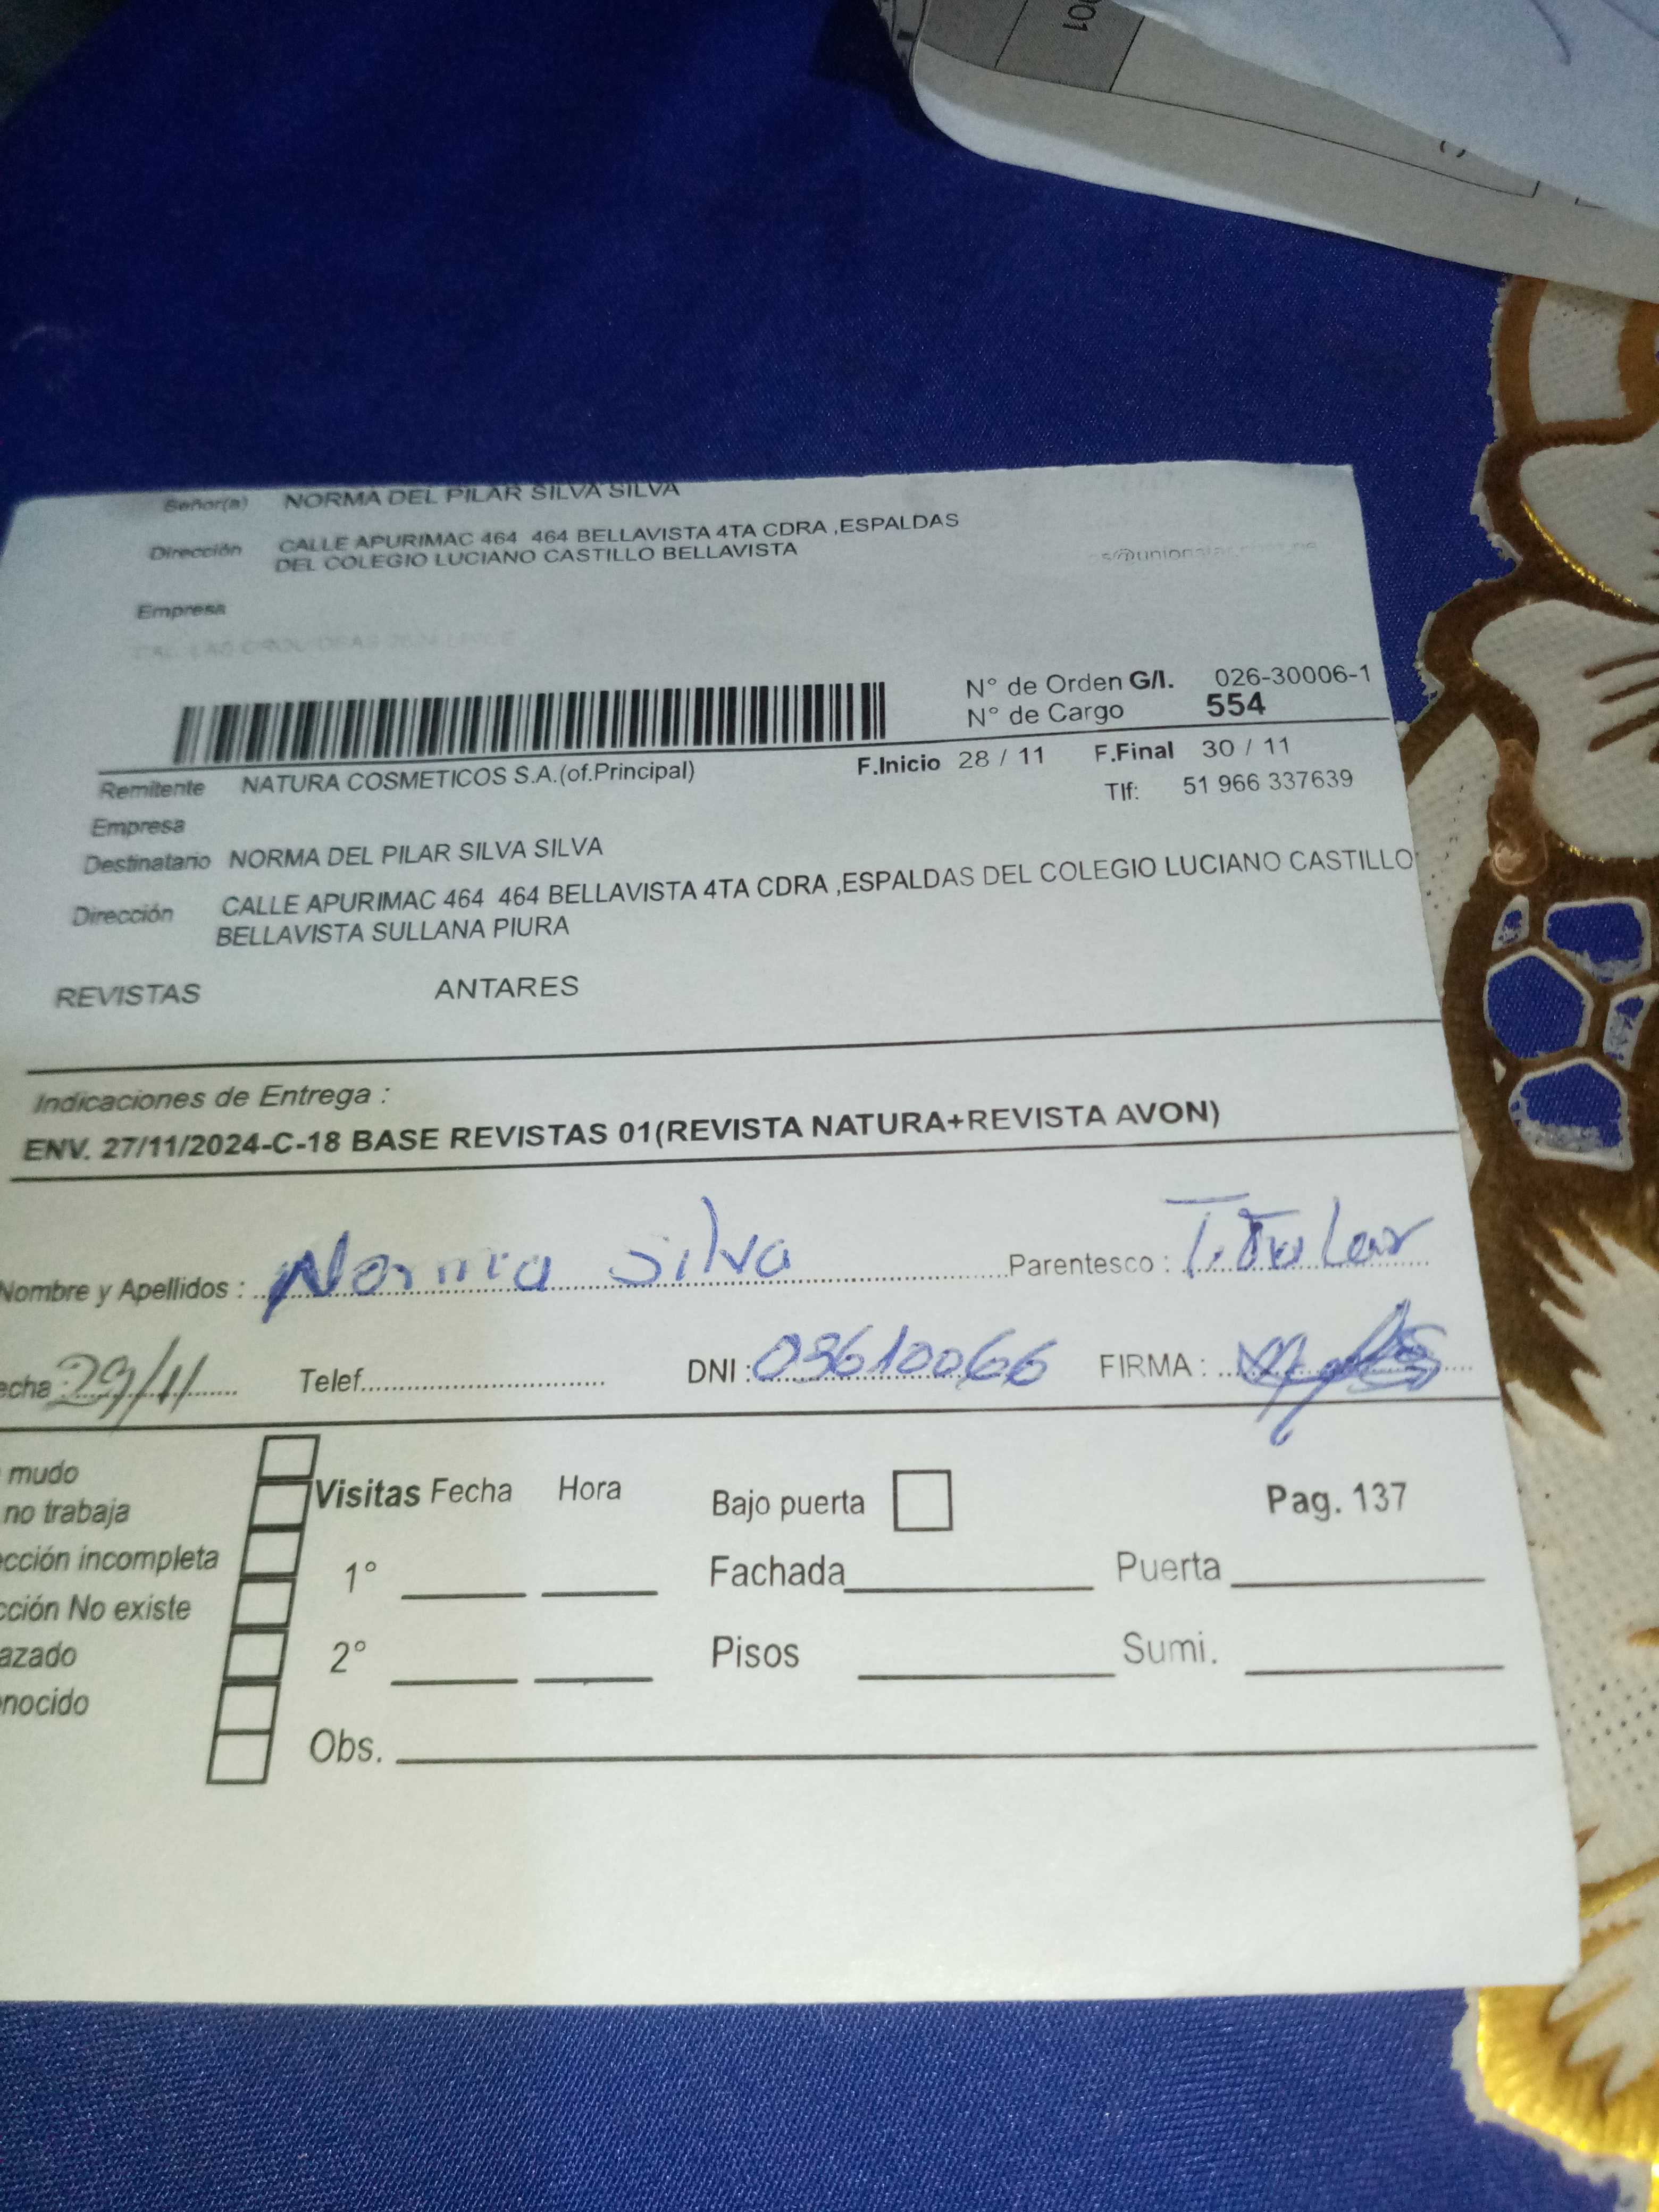 001
Señor(a) NORMA DEL PILAR SILVA SILVA
Dirección CALLE APURIMAC 464 464 BELLAVISTA 4TA CDRA ,ESPALDAS
DEL COLEGIO LUCIANO CASTILLO BELLAVISTA
Empresa
N° de Orden G/I. 026-30006-1
N° de Cargo 554
F.Inicio 28 / 11 F.Final 30 / 11
Remitente NATURA COSMETICOS S.A.(of.Principal)
Tlf: 51 966 337639
Empresa
Destinatario NORMA DEL PILAR SILVA SILVA
Dirección CALLE APURIMAC 464 464 BELLAVISTA 4TA CDRA ,ESPALDAS DEL COLEGIO LUCIANO CASTILLO
BELLAVISTA SULLANA PIURA
REVISTAS ANTARES
Indicaciones de Entrega :
ENV. 27/11/2024-C-18 BASE REVISTAS 01(REVISTA NATURA+REVISTA AVON)
Nombre y Apellidos : Norma Silva Parentesco : Titular
echa 29/11 Telef. DNI : 03610066 FIRMA :
mudo
no trabaja
Visitas Fecha Hora Bajo puerta Pag. 137
cción incompleta
1° Fachada Puerta
cción No existe
azado
2° Pisos Sumi.
nocido
Obs.